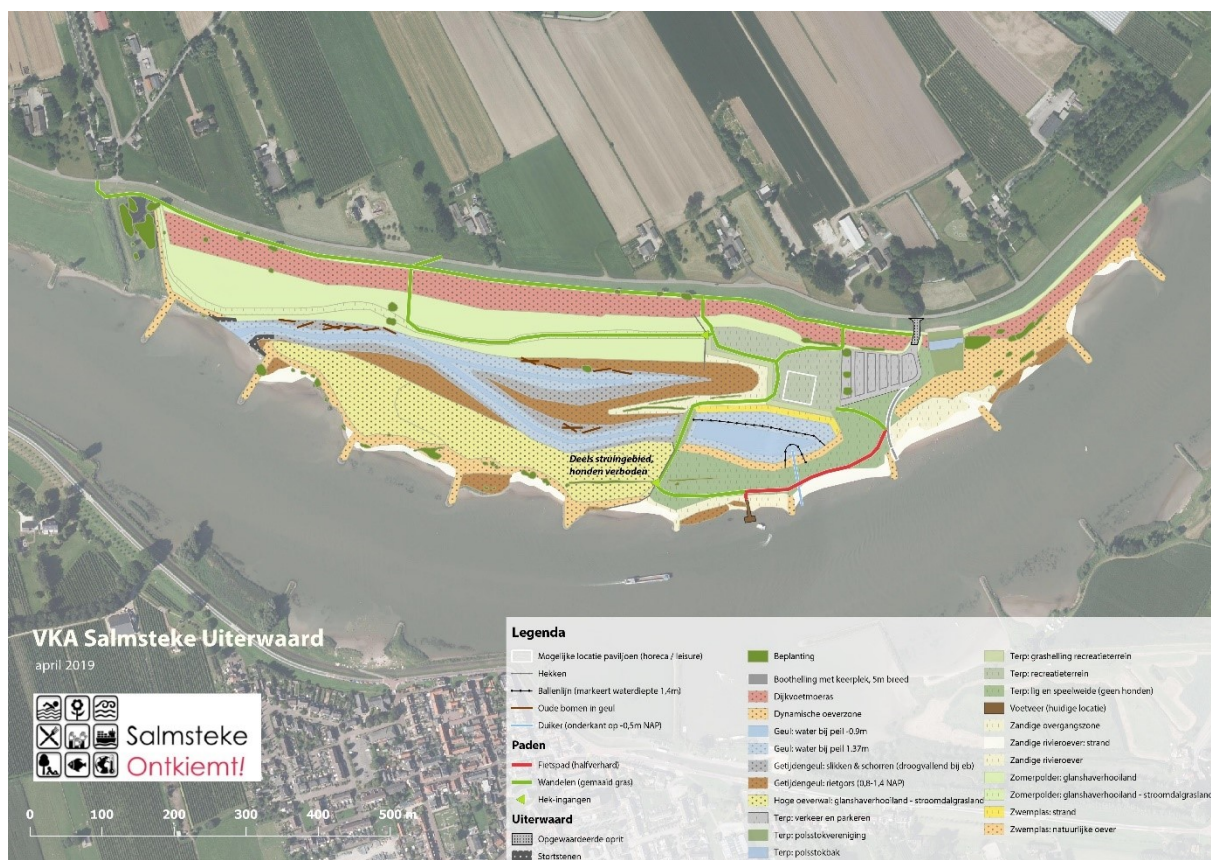 Deels struingebied,
honden verboden
VKA Salmsteke Uiterwaard
april 2019
Salmsteke
Ontkiemt!
0 100 200 300 400 500 m
Legenda
Mogelijke locatie paviljoen (horeca / leisure)
Hekken
Ballenlijn (markeert waterdiepte 1.4m)
Oude bomen in geul
Duiker (onderkant op -0,5m NAP)
Paden
Fietspad (halfverhard)
Wandelen (gemaaid gras)
Hek-ingangen
Uiterwaard
Opgewaardeerde oprit
Stortstenen
Beplanting
Boothelling met keerplek, 5m breed
Dijkvoetmoeras
Dynamische oeverzone
Geul: water bij peil -0.9m
Geul: water bij peil 1.37m
Getijdengeul: slikken & schorren (droogvallend bij eb)
Getijdengeul: rietgors (0,8-1,4 NAP)
Hoge oeverwal: glanshaverhooiland - stroomdalgrasland
Terp: verkeer en parkeren
Terp: polsstokvereniging
Terp: polsstokbak
Terp: grashelling recreatieterrein
Terp: recreatieterrein
Terp: lig en speelweide (geen honden)
Voetveer (huidige locatie)
Zandige overgangszone
Zandige rivieroever: strand
Zandige rivieroever
Zomerpolder: glanshaverhooiland
Zomerpolder: glanshaverhooiland - stroomdalgrasland
Zwemplas: strand
Zwemplas: natuurlijke oever